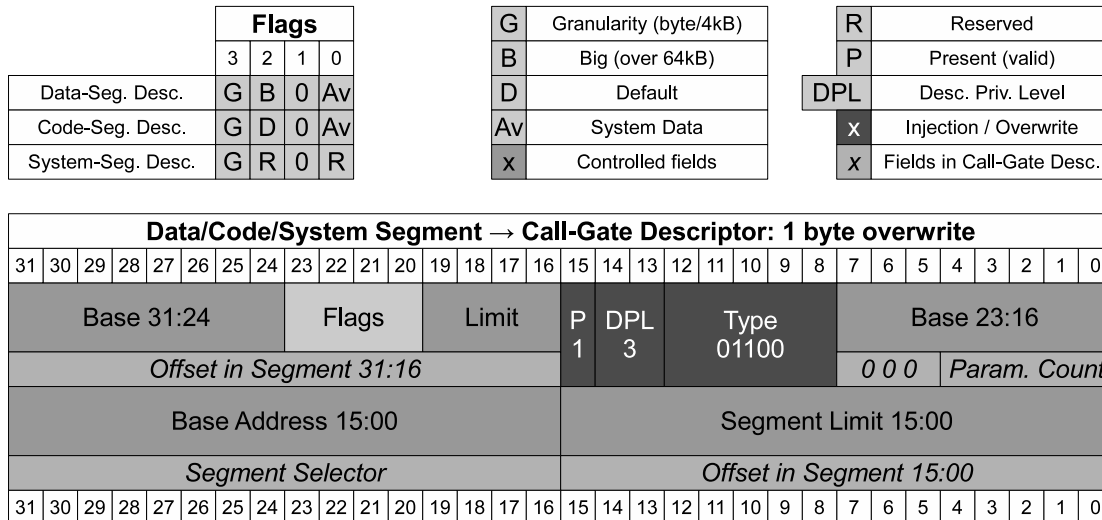 Flags
3 2 1 0
Data-Seg. Desc. G B 0 Av
Code-Seg. Desc. G D 0 Av
System-Seg. Desc. G R 0 R
G Granularity (byte/4kB)
B Big (over 64kB)
D Default
Av System Data
x Controlled fields
R Reserved
P Present (valid)
DPL Desc. Priv. Level
x Injection / Overwrite
x Fields in Call-Gate Desc.
Data/Code/System Segment → Call-Gate Descriptor: 1 byte overwrite
31 30 29 28 27 26 25 24 23 22 21 20 19 18 17 16 15 14 13 12 11 10 9 8 7 6 5 4 3 2 1 0
Base 31:24 Flags Limit P DPL Type Base 23:16
1 3 01100
Offset in Segment 31:16 0 0 0 Param. Count
Base Address 15:00 Segment Limit 15:00
Segment Selector Offset in Segment 15:00
31 30 29 28 27 26 25 24 23 22 21 20 19 18 17 16 15 14 13 12 11 10 9 8 7 6 5 4 3 2 1 0